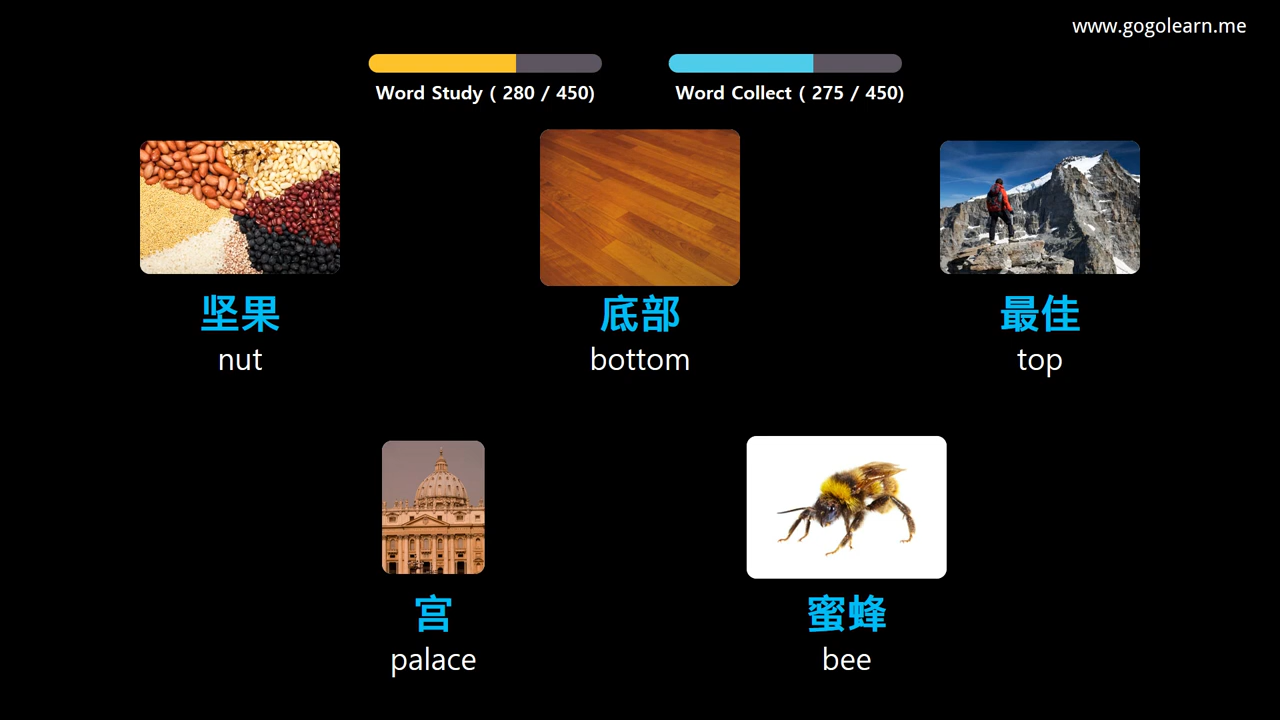 www.gogolearn.me
Word Study ( 280 / 450)
Word Collect ( 275 / 450)
坚果
nut
底部
bottom
最佳
top
宫
palace
蜜蜂
bee